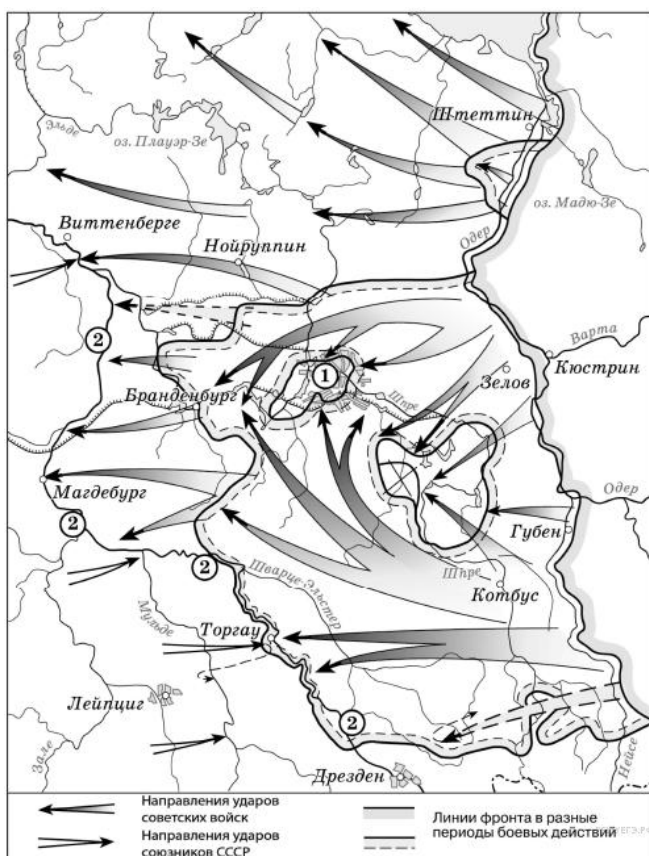 Штеттин
Эльде
оз. Плауэр-Зе
оз. Мадю-Зе
Виттенберге
Нойруппин
Одер
Варта
2
Кюстрин
1
Зелов
Бранденбург
Шпре
Магдебург
Одер
2
Губен
2
Шпре
Шварце-Эльстер
Котбус
Мульде
Торгау
Лейпциг
2
Зале
Дрезден
Нейсе
Направления ударов
советских войск
Направления ударов
союзников СССР
Линии фронта в разные
периоды боевых действий